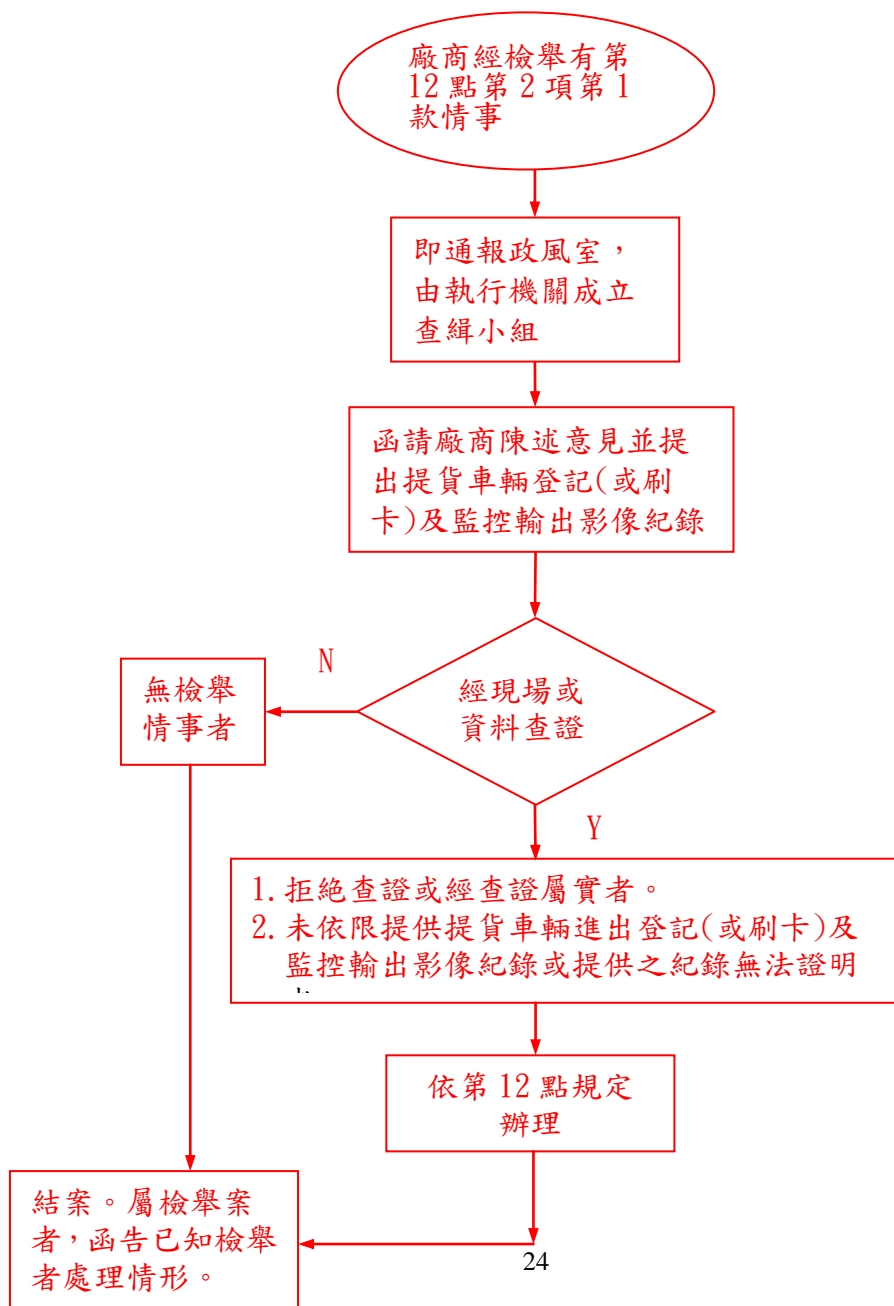 廠商經檢舉有第
12點第2項第1
款情事
即通報政風室，
由執行機關成立
查緝小組
函請廠商陳述意見並提
出提貨車輛登記(或刷
卡)及監控輸出影像紀錄
經現場或
資料查證
N
無檢舉
情事者
Y
1.拒絕查證或經查證屬實者。
2.未依限提供提貨車輛進出登記(或刷卡)及
監控輸出影像紀錄或提供之紀錄無法證明
依第12點規定
辦理
結案。屬檢舉案
者，函告已知檢舉
者處理情形。
24